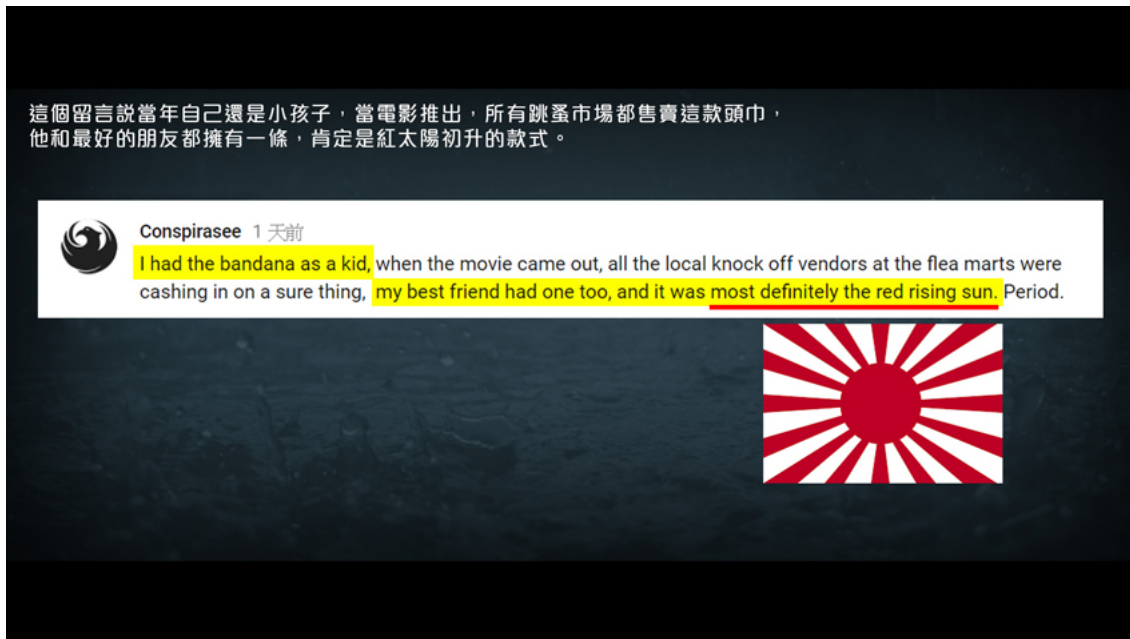 這個留言説當年自己還是小孩子，當電影推出，所有跳蚤市場都售賣這款頭巾，
他和最好的朋友都擁有一條，肯定是紅太陽初升的款式。
Conspirasee 1 天前
I had the bandana as a kid, when the movie came out, all the local knock off vendors at the flea marts were
cashing in on a sure thing, my best friend had one too, and it was most definitely the red rising sun. Period.